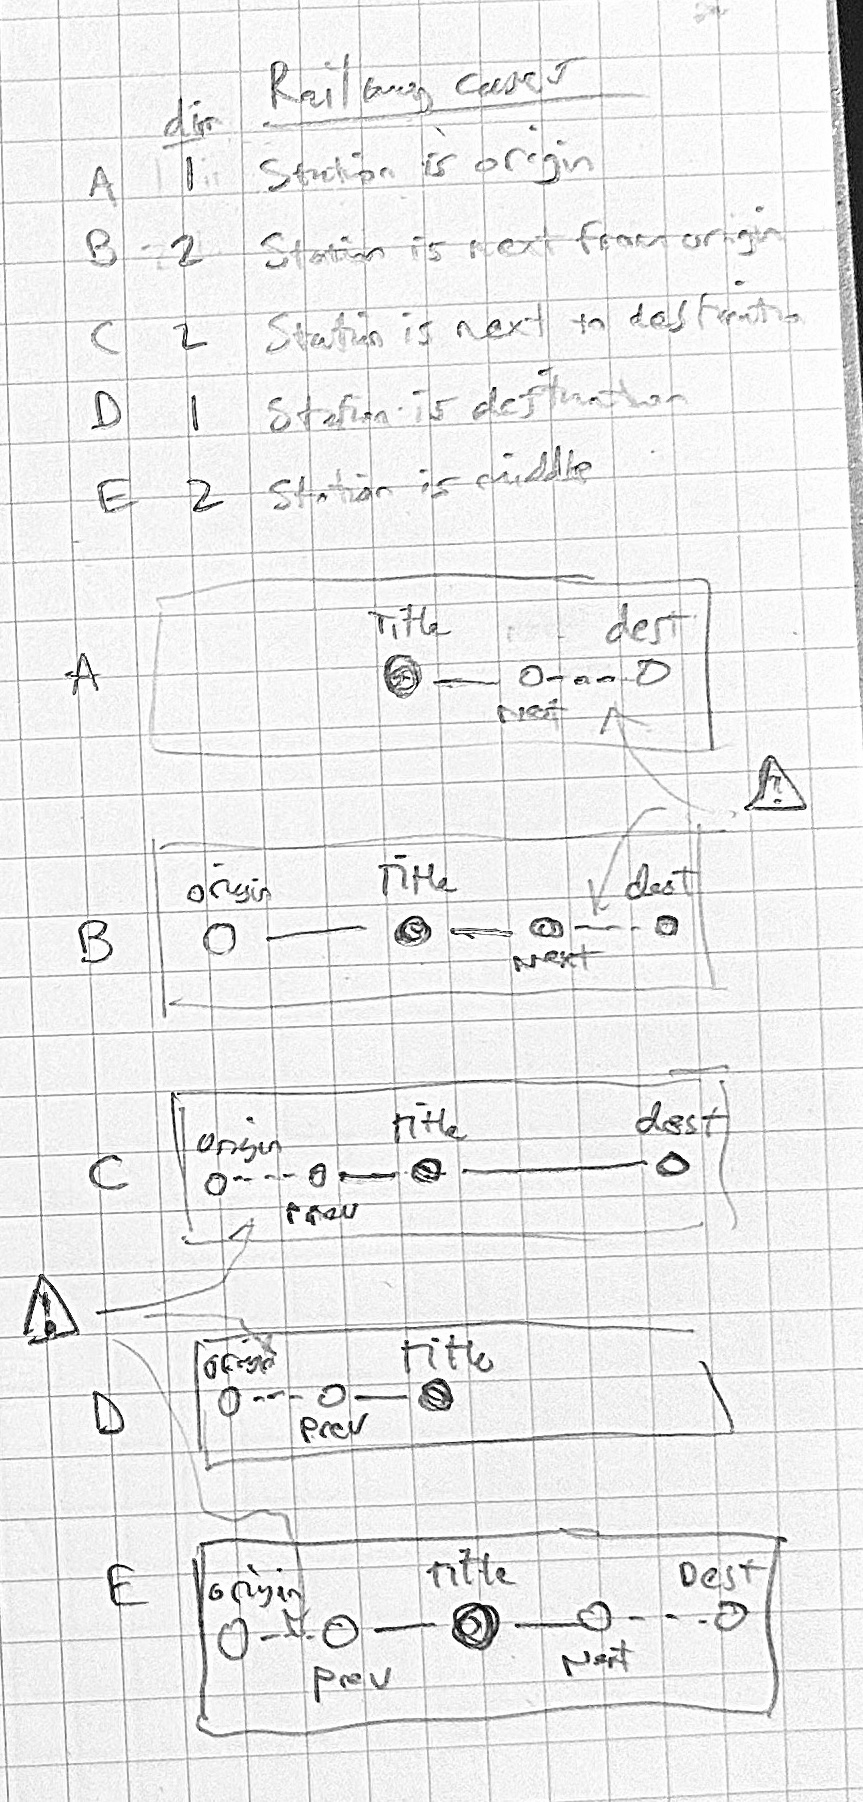 Railway cases
dir
A 1 Station is origin
B 2 Station is next from origin
C 2 Station is next to destination
D 1 Station is destination
E 2 Station is middle
Title dest
A
Next
!
origin Title dest
B
Next
origin Title dest
C
Prev
!
origin Title
D
Prev
E origin Title Dest
Prev Next